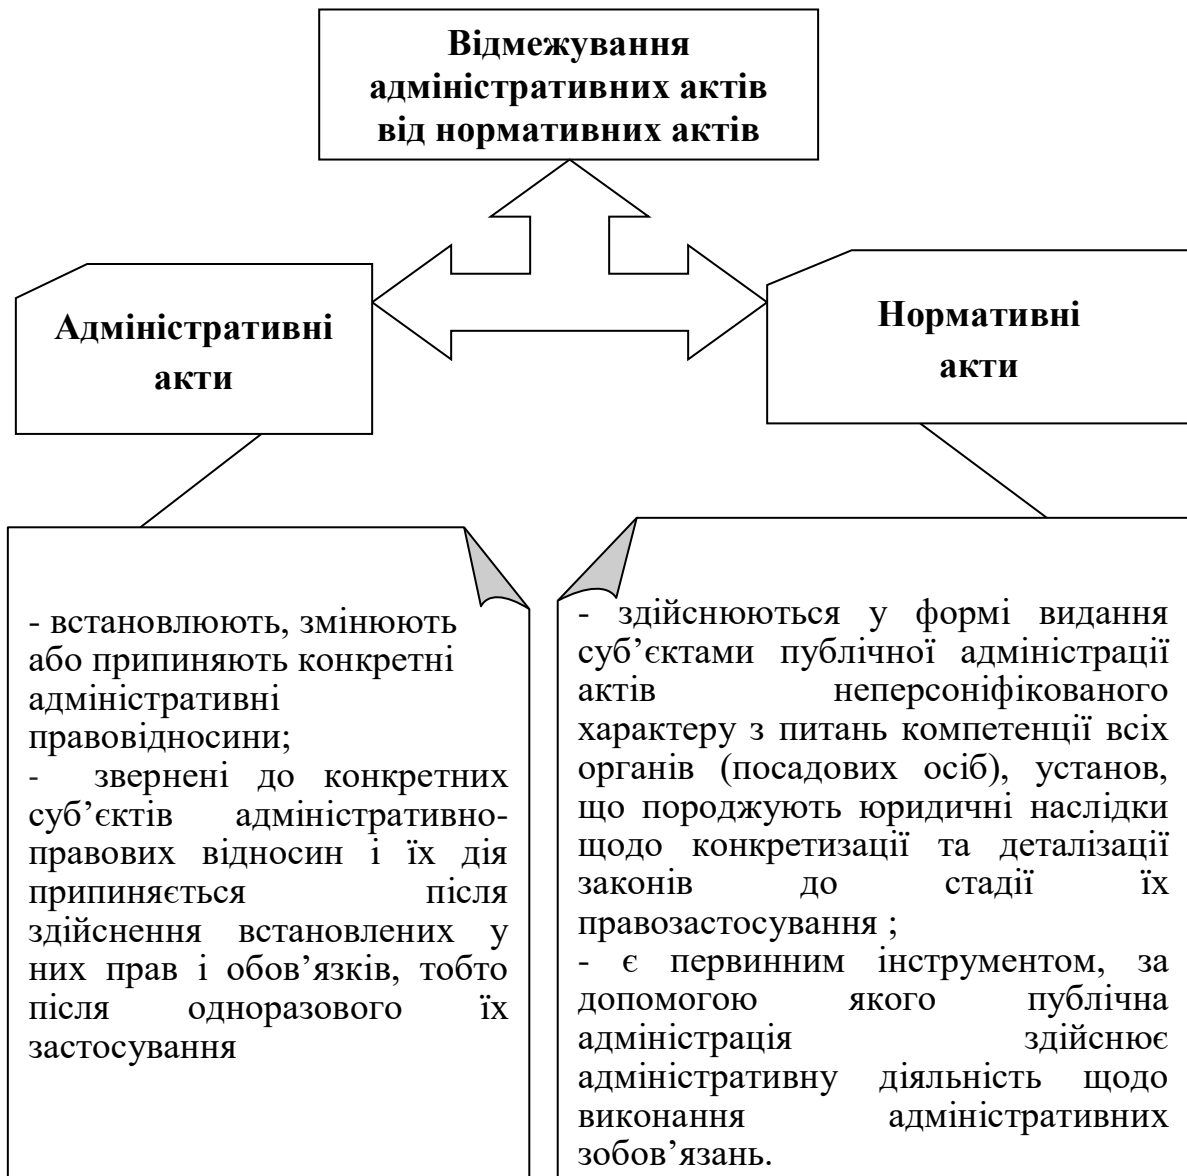 Відмежування
адміністративних актів
від нормативних актів
Адміністративні
акти
Нормативні
акти
- встановлюють, змінюють
або припиняють конкретні
адміністративні
правовідносини;
- звернені до конкретних
суб’єктів адміністративно-
правових відносин і їх дія
припиняється після
здійснення встановлених у
них прав і обов’язків, тобто
після одноразового їх
застосування
- здійснюються у формі видання
суб’єктами публічної адміністрації
актів неперсоніфікованого
характеру з питань компетенції всіх
органів (посадових осіб), установ,
що породжують юридичні наслідки
щодо конкретизації та деталізації
законів до стадії їх
правозастосування ;
- є первинним інструментом, за
допомогою якого публічна
адміністрація здійснює
адміністративну діяльність щодо
виконання адміністративних
зобов’язань.